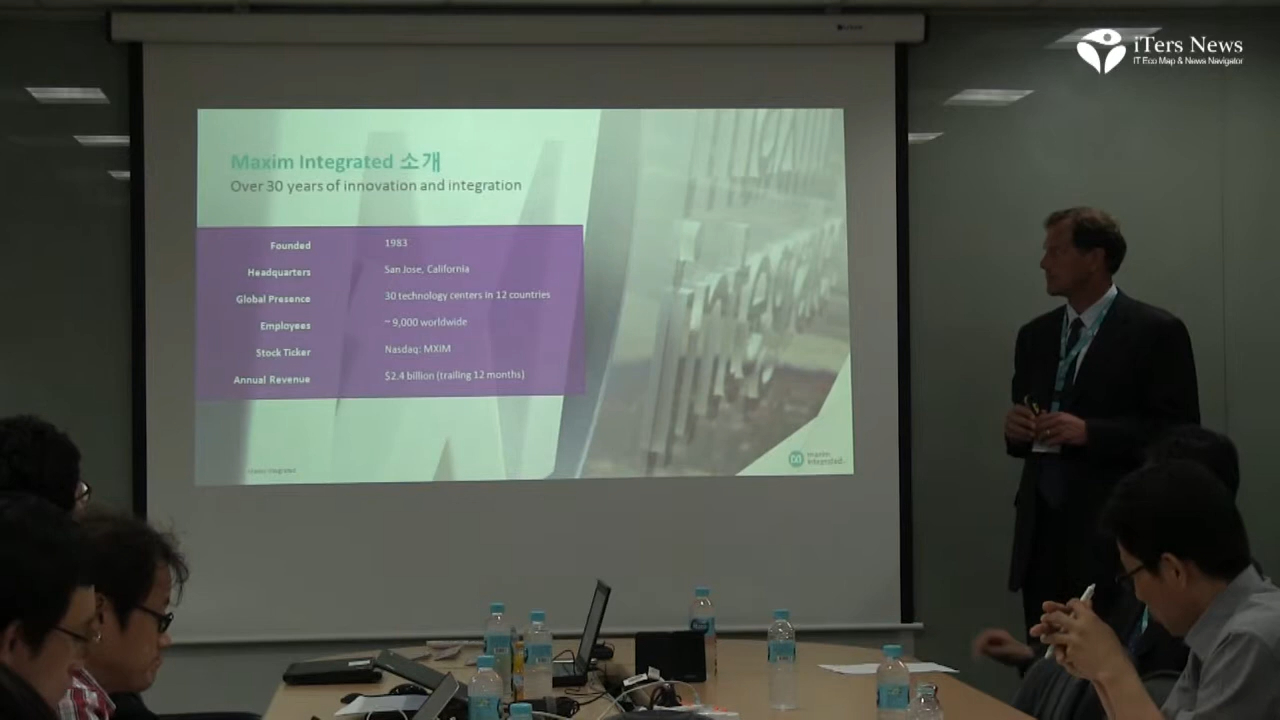 iTers News
IT Eco Map & News Navigator
Maxim Integrated 소개
Over 30 years of innovation and integration
Founded 1983
Headquarters San Jose, California
Global Presence 30 technology centers in 12 countries
Employees ~ 9,000 worldwide
Stock Ticker Nasdaq: MXIM
Annual Revenue $2.4 billion (trailing 12 months)
maxim
integrated